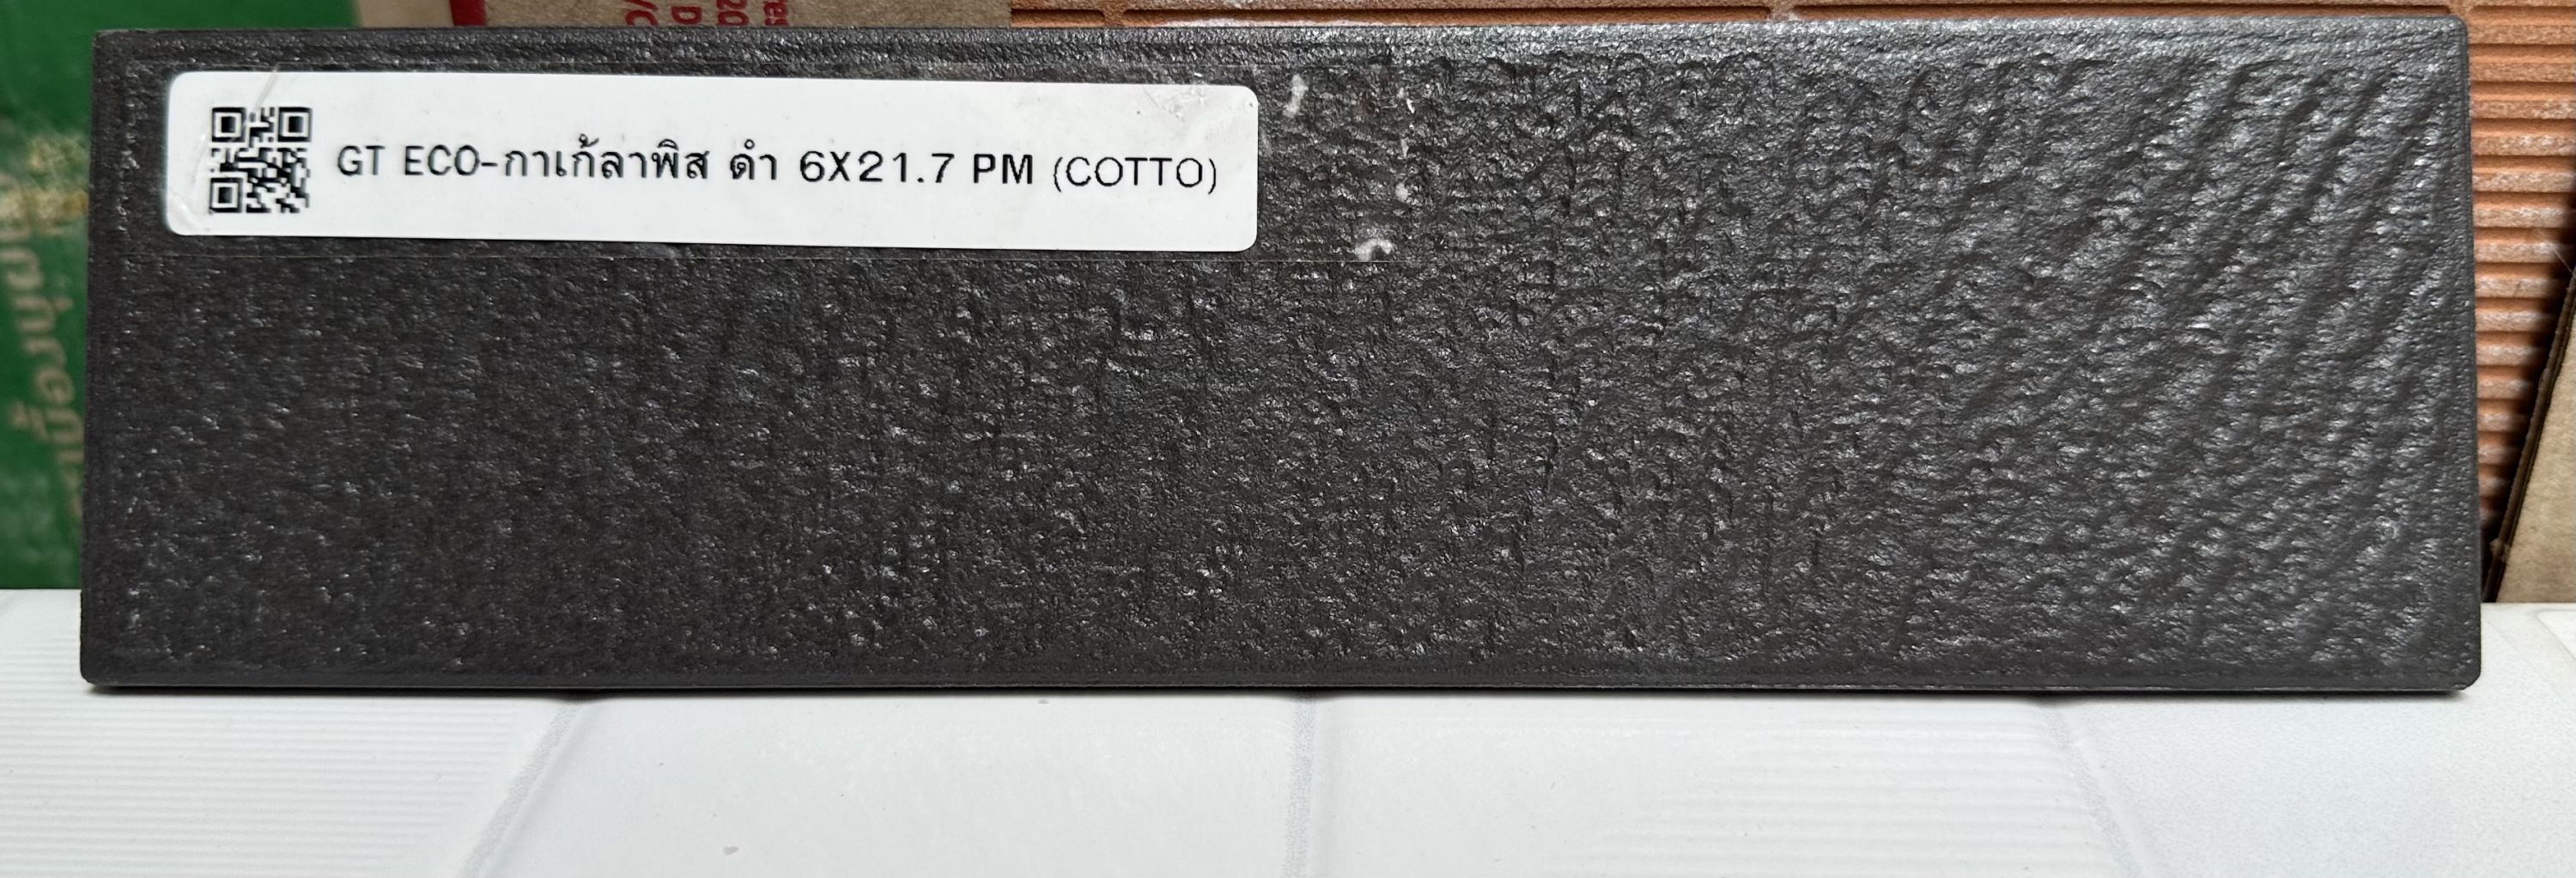 GT ECO-กาเก้ลาพิส ดำ 6X21.7 PM (COTTO)